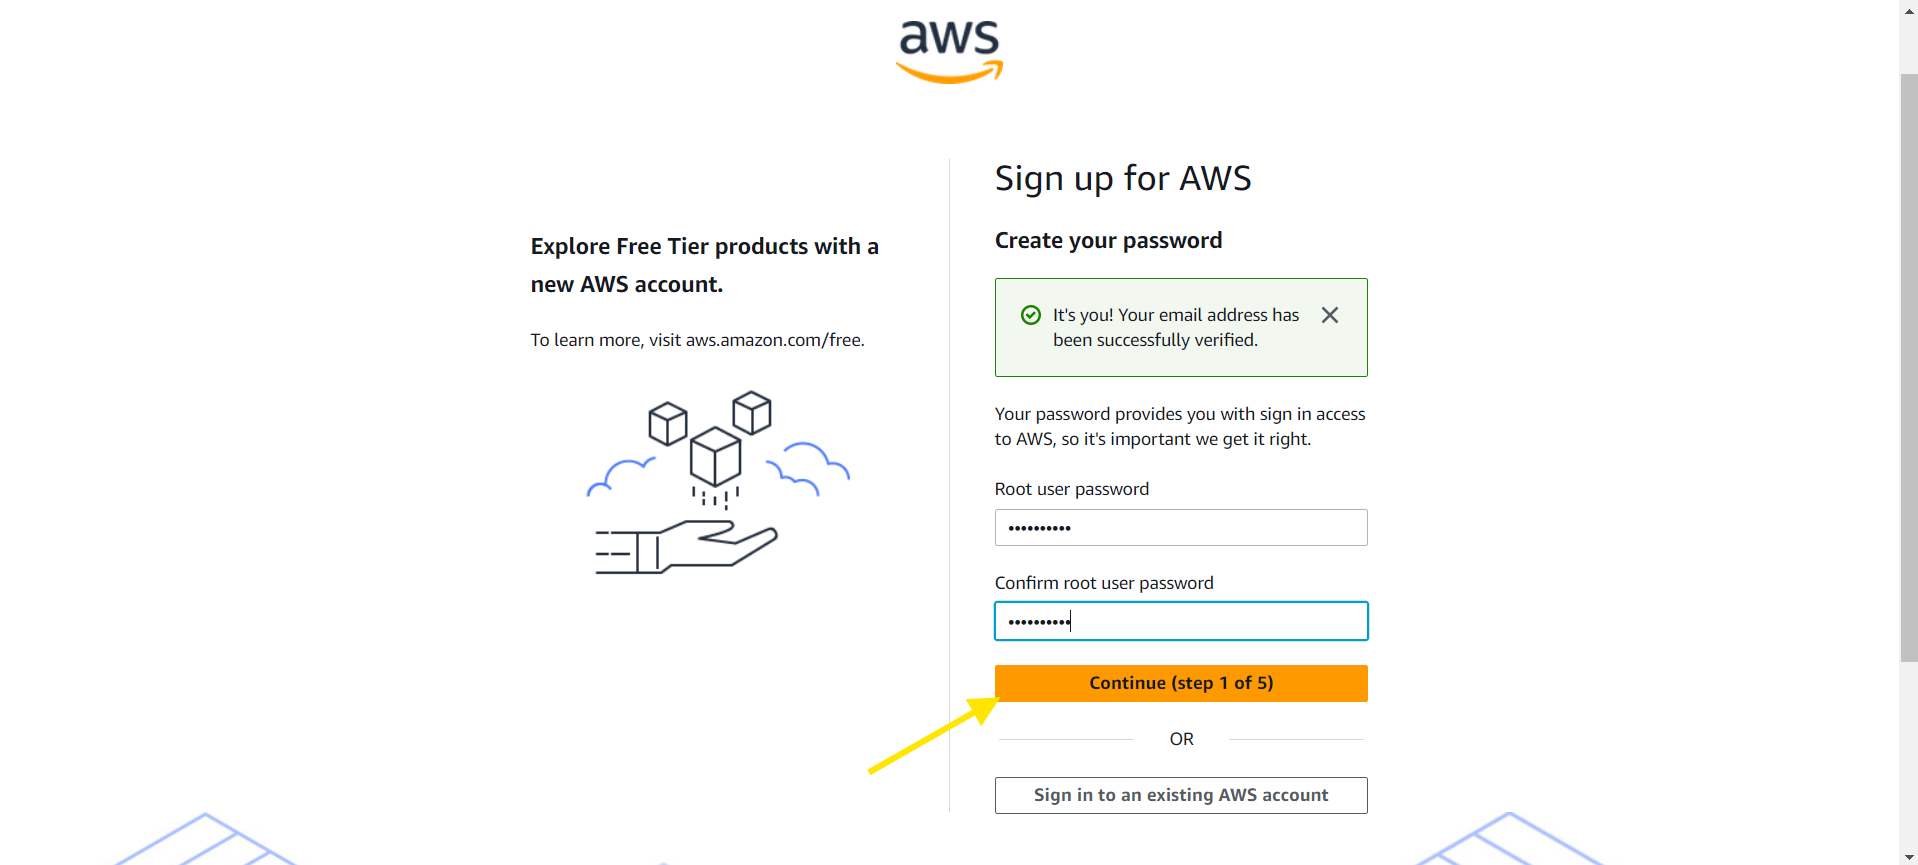 aws
Explore Free Tier products with a
new AWS account.
To learn more, visit aws.amazon.com/free.
Sign up for AWS
Create your password
It's you! Your email address has
been successfully verified.
Your password provides you with sign in access
to AWS, so it's important we get it right.
Root user password
••••••••••
Confirm root user password
••••••••••
Continue (step 1 of 5)
OR
Sign in to an existing AWS account